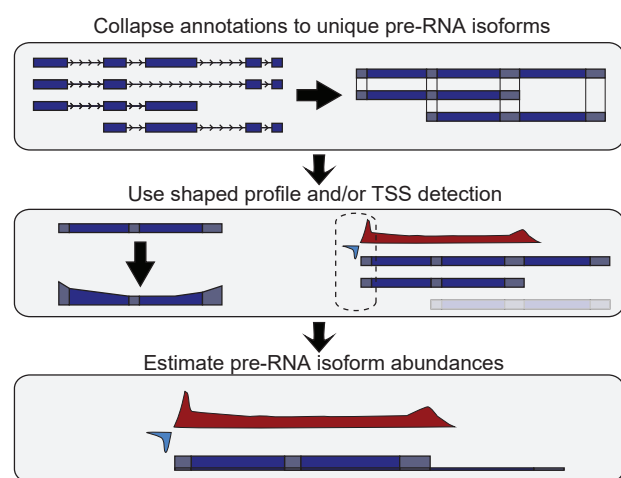 Collapse annotations to unique pre-RNA isoforms
Use shaped profile and/or TSS detection
Estimate pre-RNA isoform abundances